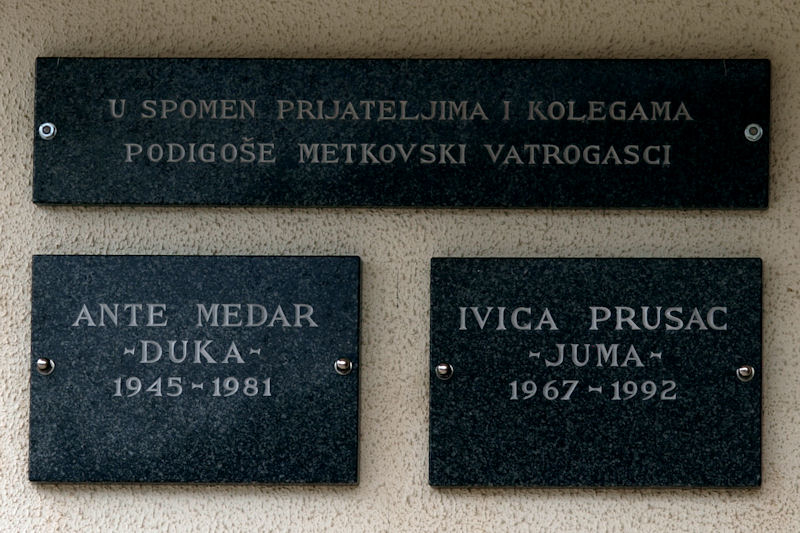 U SPOMEN PRIJATELJIMA I KOLEGAMA
PODIGOŠE METKOVSKI VATROGASCI
ANTE MEDAR
-DUKA-
1945-1981
IVICA PRUSAC
-JUMA-
1967-1992